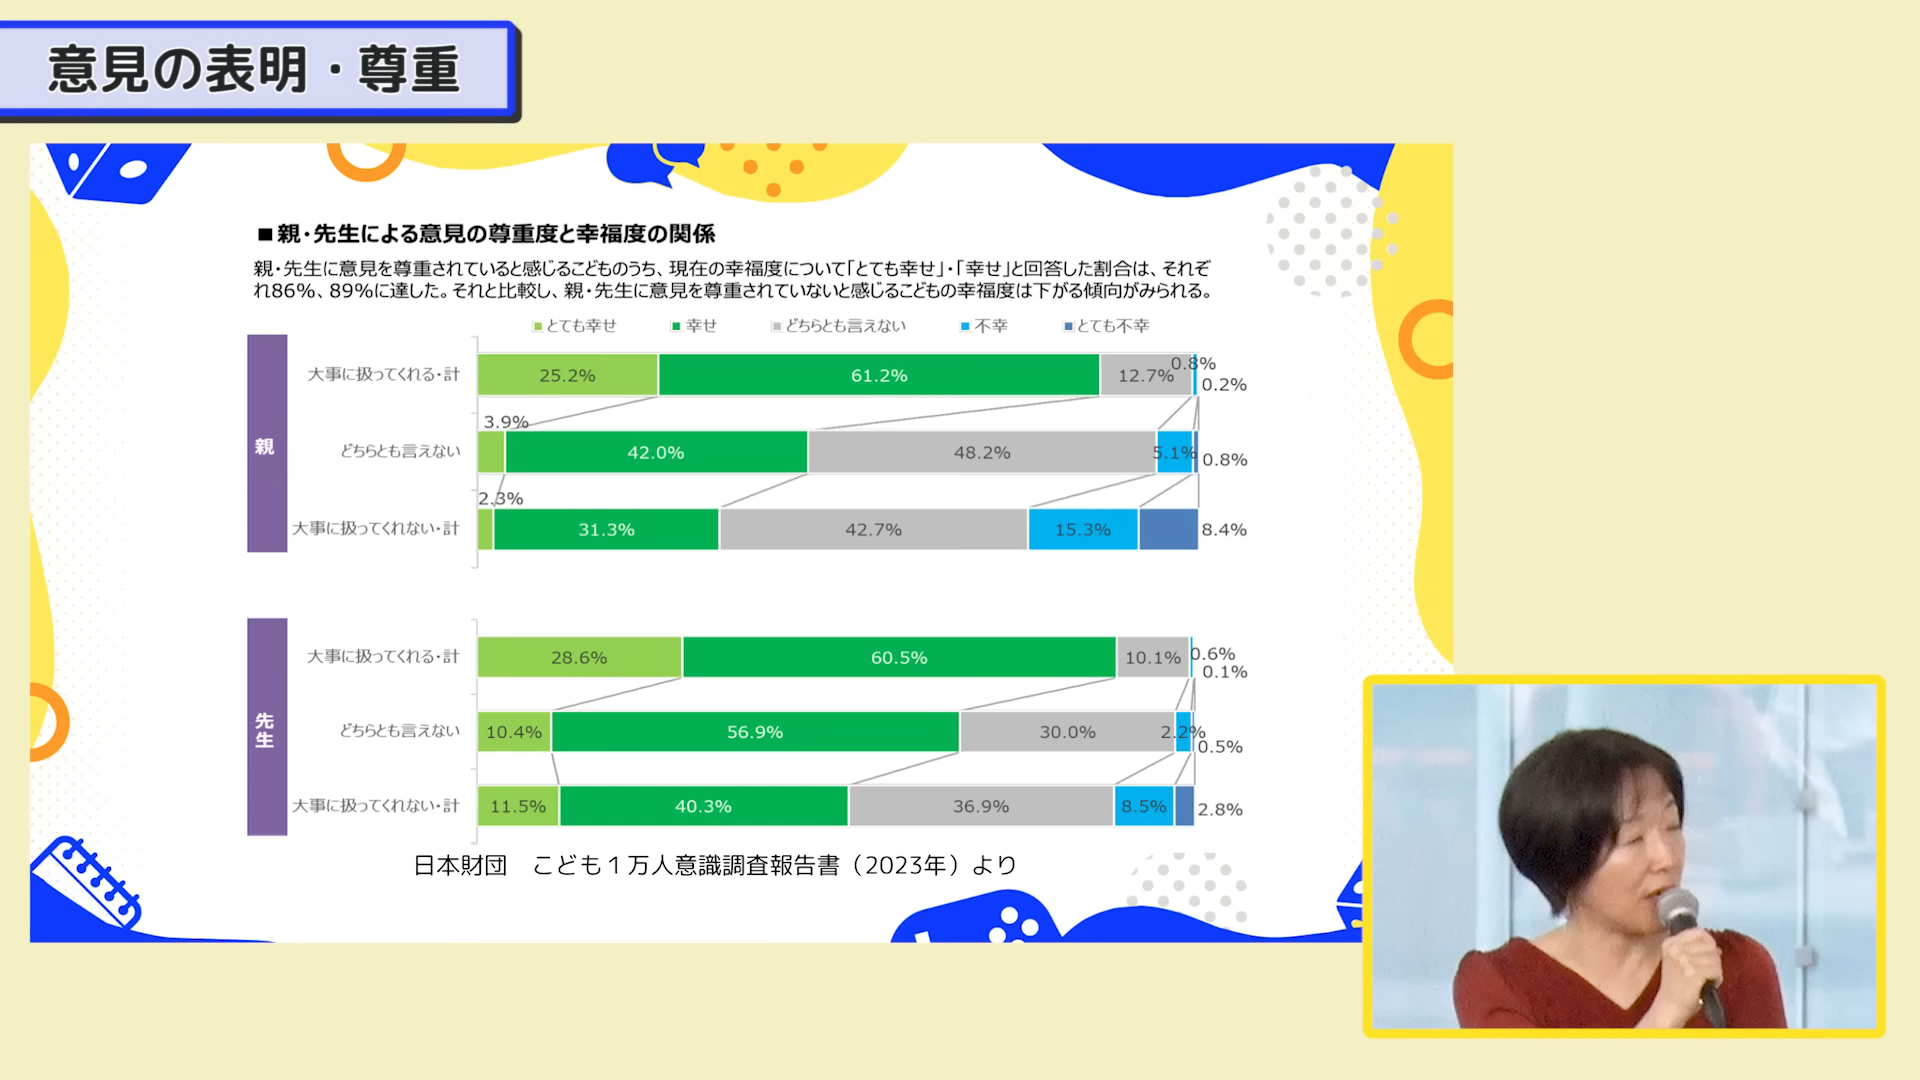 意見の表明・尊重
■親・先生による意見の尊重度と幸福度の関係
親・先生に意見を尊重されていると感じるこどものうち、現在の幸福度について「とても幸せ」・「幸せ」と回答した割合は、それぞ
れ86%、89%に達した。それと比較し、親・先生に意見を尊重されていないと感じるこどもの幸福度は下がる傾向がみられる。
とても幸せ 幸せ どちらとも言えない 不幸 とても不幸
親
大事に扱ってくれる・計 25.2% 61.2% 12.7% 0.8% 0.2%
どちらとも言えない 3.9% 42.0% 48.2% 5.1% 0.8%
大事に扱ってくれない・計 2.3% 31.3% 42.7% 15.3% 8.4%
先生
大事に扱ってくれる・計 28.6% 60.5% 10.1% 0.6% 0.1%
どちらとも言えない 10.4% 56.9% 30.0% 2.2% 0.5%
大事に扱ってくれない・計 11.5% 40.3% 36.9% 8.5% 2.8%
日本財団　こども１万人意識調査報告書（2023年）より